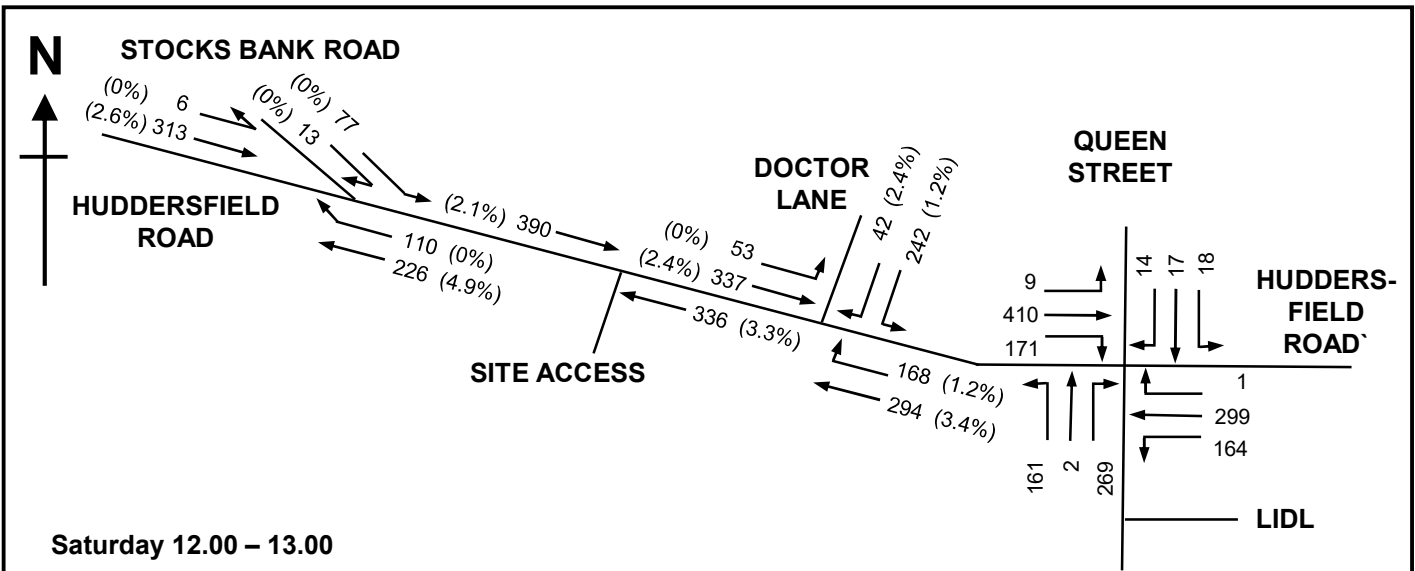 N
STOCKS BANK ROAD
(0%) 6
(2.6%) 313
(0%) 13
(0%) 77
HUDDERSFIELD
ROAD
110 (0%)
226 (4.9%)
(2.1%) 390
SITE ACCESS
(0%) 53
(2.4%) 337
336 (3.3%)
DOCTOR
LANE
42 (2.4%)
242 (1.2%)
168 (1.2%)
294 (3.4%)
QUEEN
STREET
9
410
171
14
17
18
HUDDERS-
FIELD
ROAD`
1
299
164
161
2
269
LIDL
Saturday 12.00 – 13.00